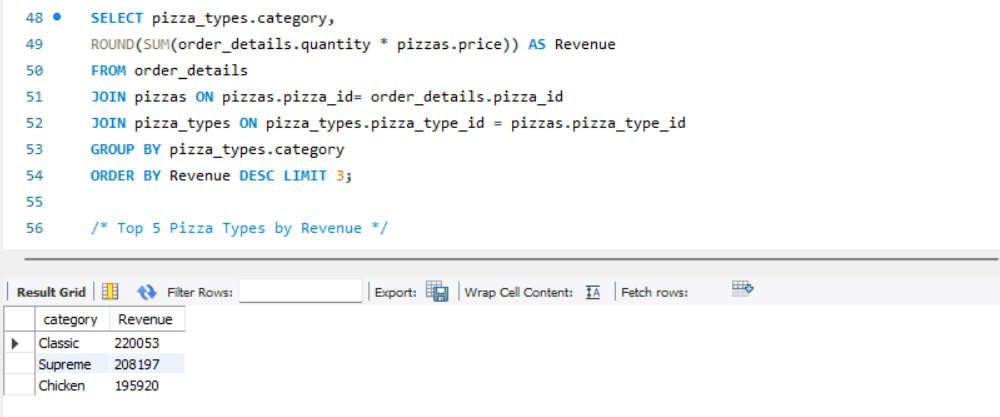 48 SELECT pizza_types.category,
49 ROUND(SUM(order_details.quantity * pizzas.price)) AS Revenue
50 FROM order_details
51 JOIN pizzas ON pizzas.pizza_id= order_details.pizza_id
52 JOIN pizza_types ON pizza_types.pizza_type_id = pizzas.pizza_type_id
53 GROUP BY pizza_types.category
54 ORDER BY Revenue DESC LIMIT 3;
55
56 /* Top 5 Pizza Types by Revenue */
Result Grid Filter Rows: Export: Wrap Cell Content: Fetch rows:
category Revenue
Classic 220053
Supreme 208197
Chicken 195920